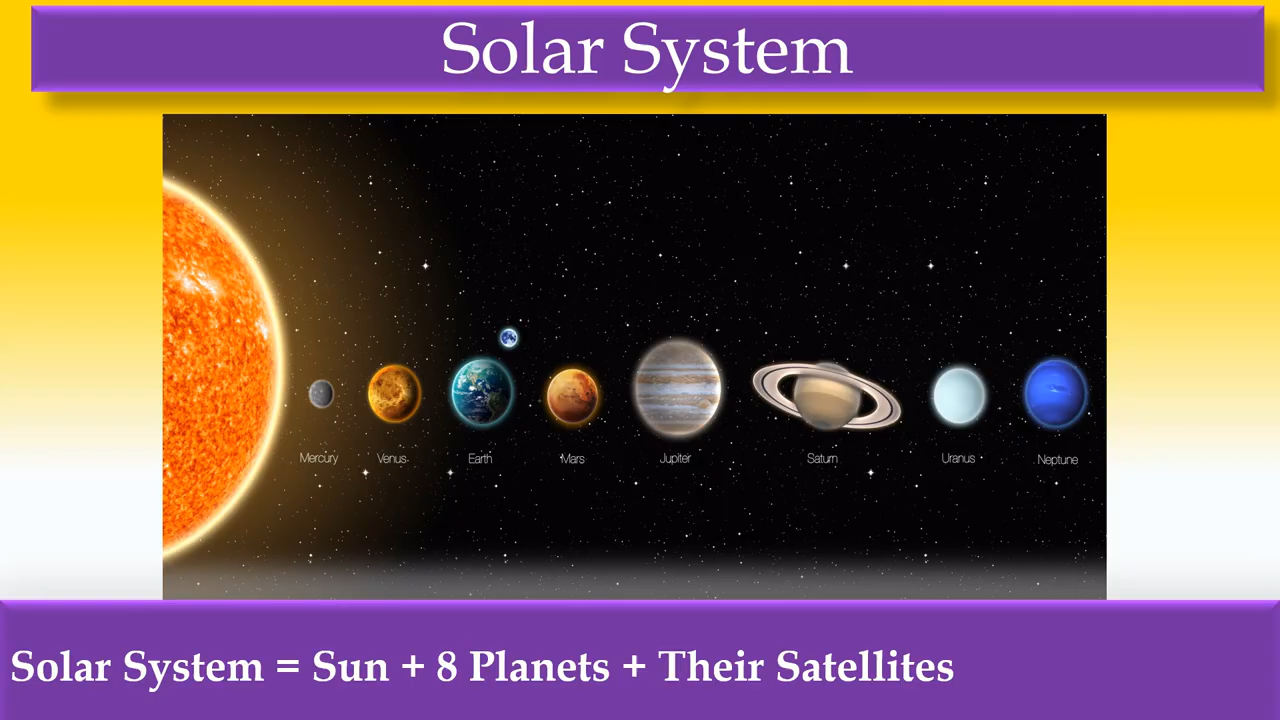 Solar System
Mercury Venus Earth Mars Jupiter Saturn Uranus Neptune
Solar System = Sun + 8 Planets + Their Satellites